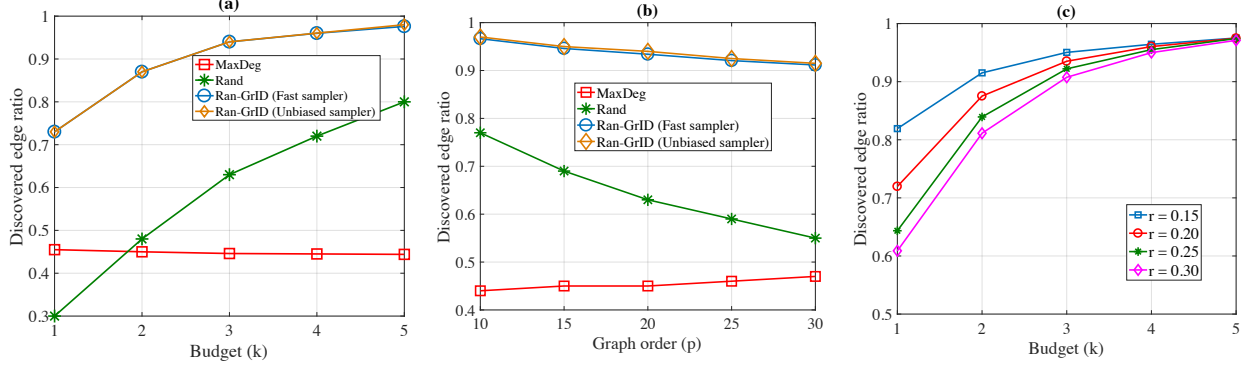 (a)
Discovered edge ratio
1
0.9
0.8
0.7
0.6
0.5
0.4
0.3
MaxDeg
Rand
Ran-GrID (Fast sampler)
Ran-GrID (Unbiased sampler)
1 2 3 4 5
Budget (k)
(b)
Discovered edge ratio
1
0.9
0.8
0.7
0.6
0.5
0.4
MaxDeg
Rand
Ran-GrID (Fast sampler)
Ran-GrID (Unbiased sampler)
10 15 20 25 30
Graph order (p)
(c)
Discovered edge ratio
1
0.9
0.8
0.7
0.6
0.5
r = 0.15
r = 0.20
r = 0.25
r = 0.30
1 2 3 4 5
Budget (k)